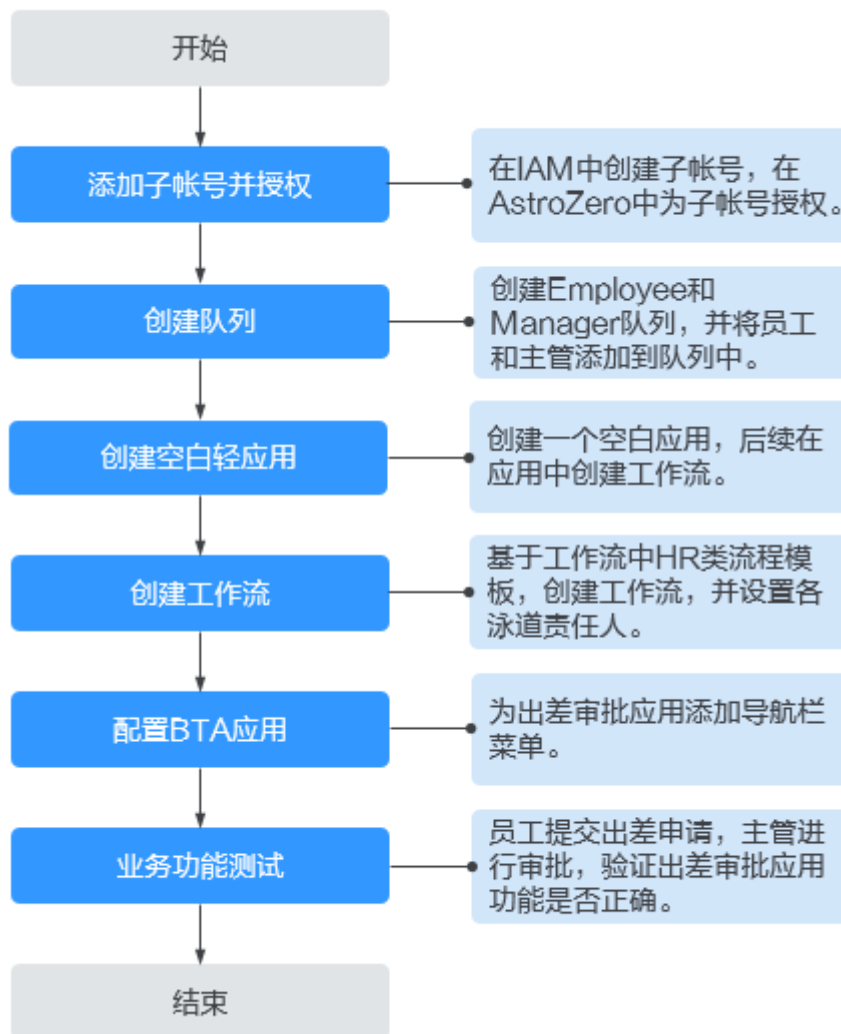 开始
添加子帐号并授权
在IAM中创建子帐号，在
AstroZero中为子帐号授权。
创建队列
创建Employee和
Manager队列，并将员工
和主管添加到队列中。
创建空白轻应用
创建一个空白应用，后续在
应用中创建工作流。
创建工作流
基于工作流中HR类流程模
板，创建工作流，并设置各
泳道责任人。
配置BTA应用
为出差审批应用添加导航栏
菜单。
业务功能测试
员工提交出差申请，主管进
行审批，验证出差审批应用
功能是否正确。
结束